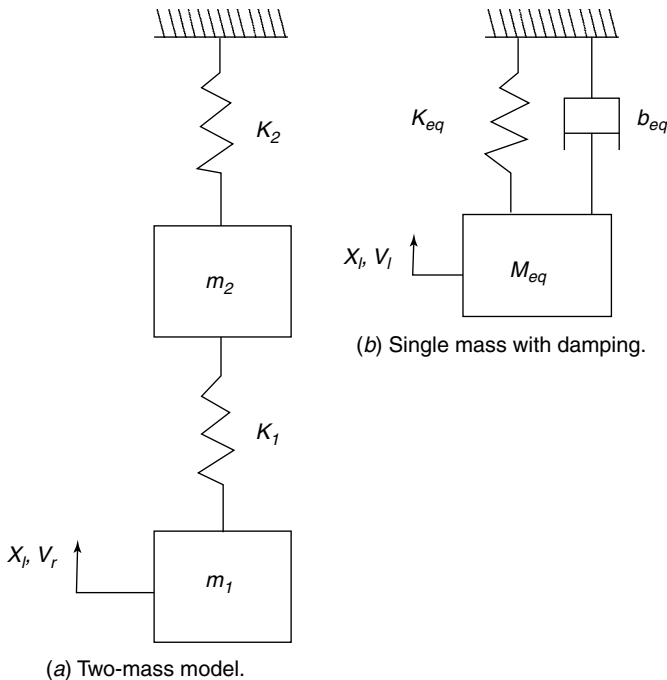 K2
m2
K1
Xl, Vr
m1
(a) Two-mass model.
Keq
beq
Xl, Vl
Meq
(b) Single mass with damping.